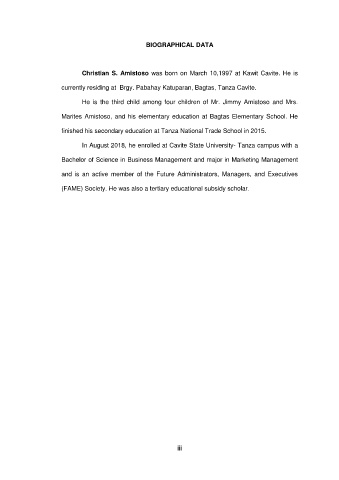 BIOGRAPHICAL DATA
Christian S. Amistoso was born on March 10,1997 at Kawit Cavite. He is
currently residing at Brgy. Pabahay Katuparan, Bagtas, Tanza Cavite.
He is the third child among four children of Mr. Jimmy Amistoso and Mrs.
Marites Amistoso, and his elementary education at Bagtas Elementary School. He
finished his secondary education at Tanza National Trade School in 2015.
In August 2018, he enrolled at Cavite State University- Tanza campus with a
Bachelor of Science in Business Management and major in Marketing Management
and is an active member of the Future Administrators, Managers, and Executives
(FAME) Society. He was also a tertiary educational subsidy scholar.
iii